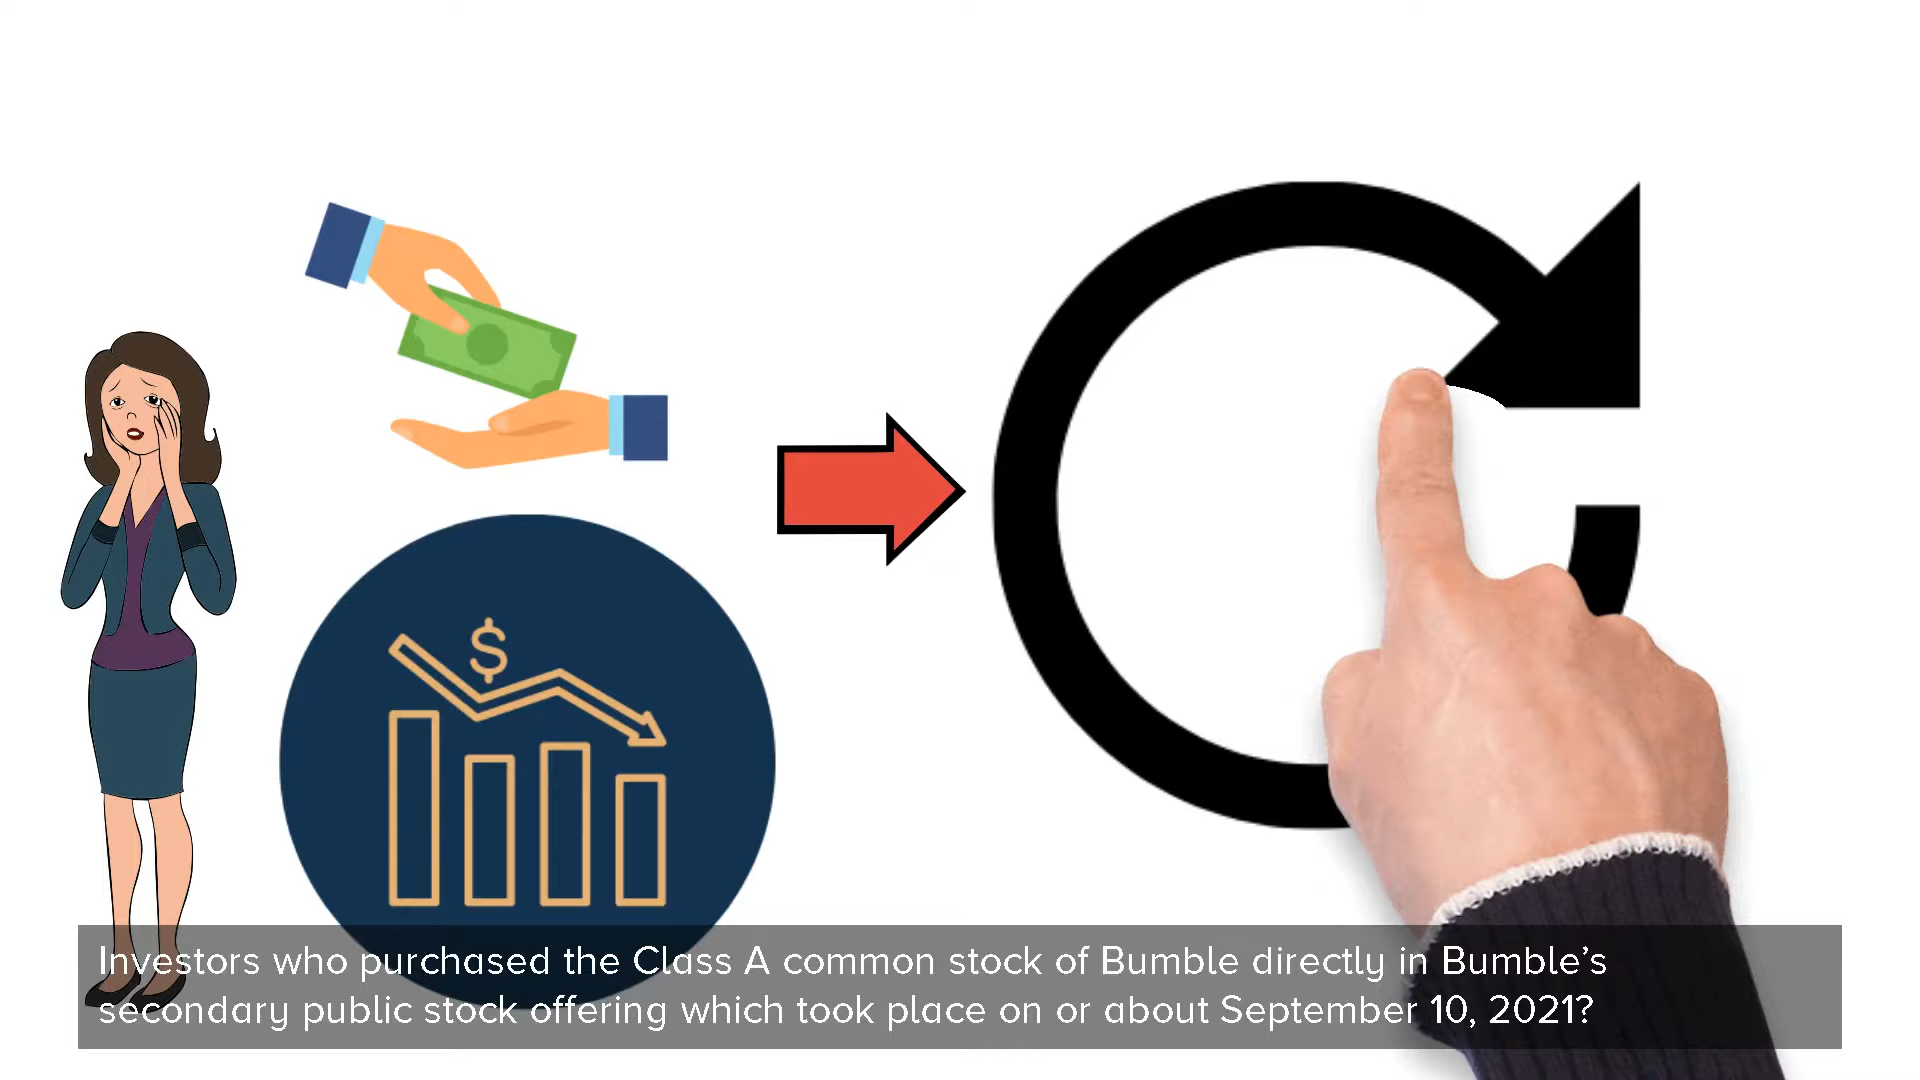 $
Investors who purchased the Class A common stock of Bumble directly in Bumble’s
secondary public stock offering which took place on or about September 10, 2021?